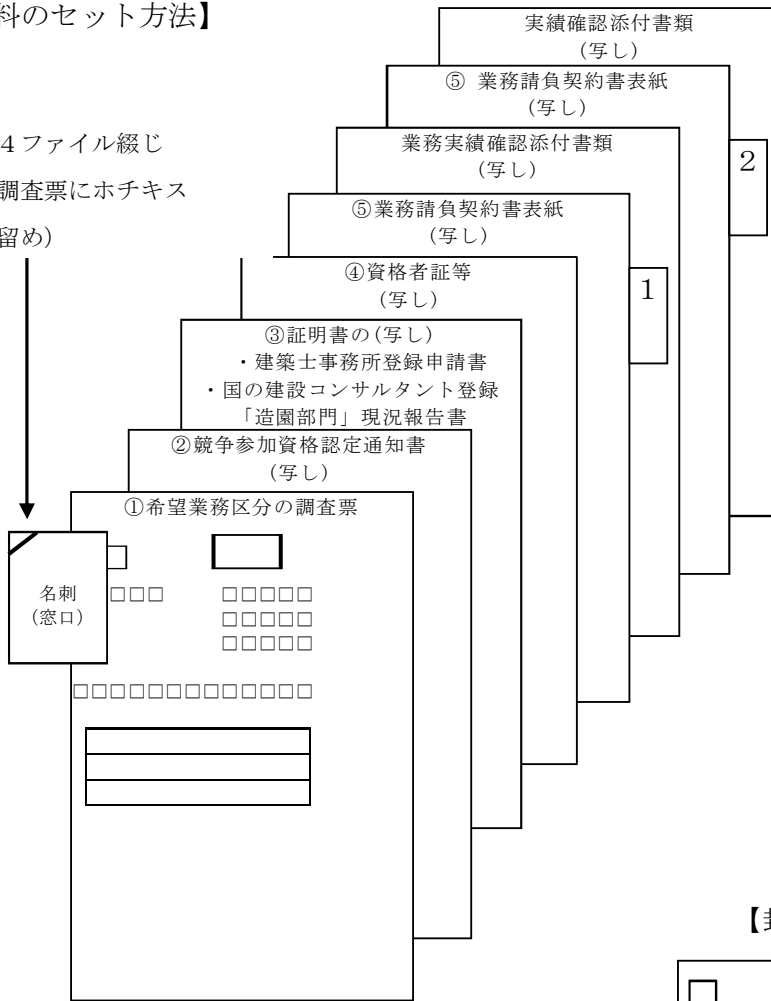 料のセット方法】
実績確認添付書類
(写し)
⑤ 業務請負契約書表紙
(写し)
4ファイル綴じ
調査票にホチキス
留め)
業務実績確認添付書類
(写し)
2
⑤業務請負契約書表紙
(写し)
④資格者証等
(写し)
1
③証明書の(写し)
・建築士事務所登録申請書
・国の建設コンサルタント登録
「造園部門」現況報告書
②競争参加資格認定通知書
(写し)
①希望業務区分の調査票
名刺
(窓口)
□□□ □□□□□
□□□□□
□□□□□
□□□□□□□□□□□□□
【封